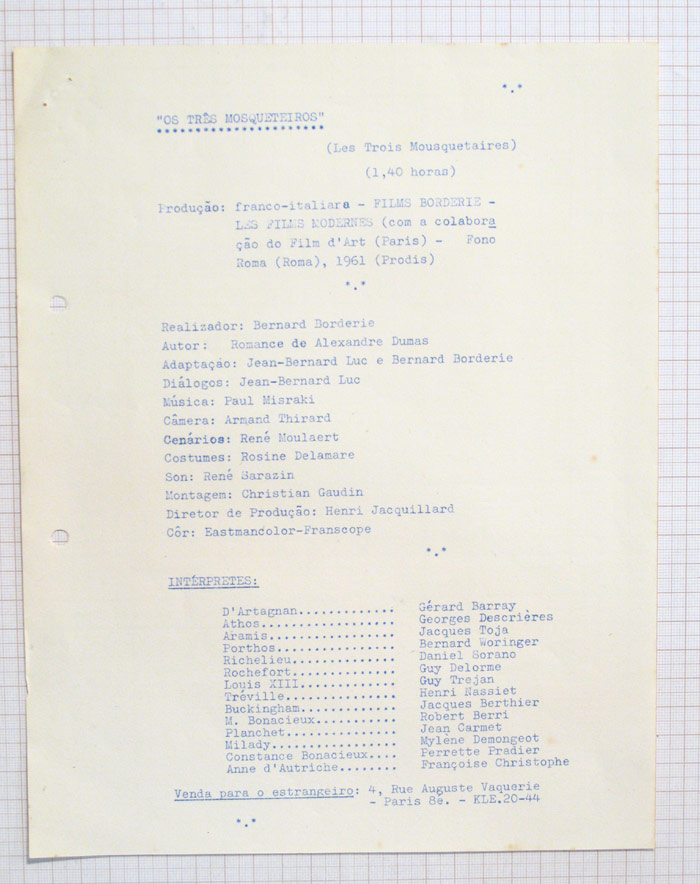 "OS TRÊS MOSQUETEIROS"
(Les Trois Mousquetaires)
(1,40 horas)
Produção: franco-italiara - FILMS BORDERIE -
LES FILMS MODERNES (com a colabora
ção do Film d'Art (Paris) - Fono
Roma (Roma), 1961 (Prodis)
Realizador: Bernard Borderie
Autor: Romance de Alexandre Dumas
Adaptação: Jean-Bernard Luc e Bernard Borderie
Diálogos: Jean-Bernard Luc
Música: Paul Misraki
Câmera: Armand Thirard
Cenários: René Moulaert
Costumes: Rosine Delamare
Son: René Sarazin
Montagem: Christian Gaudin
Diretor de Produção: Henri Jacquillard
Côr: Eastmancolor-Franscope
INTÉRPRETES:
D'Artagnan............. Gérard Barray
Athos.................. Georges Descrières
Aramis................. Jacques Toja
Porthos................ Bernard Woringer
Richelieu.............. Daniel Sorano
Rochefort.............. Guy Delorme
Louis XIII............. Guy Trejan
Tréville............... Henri Nassiet
Buckingham............. Jacques Berthier
M. Bonacieux........... Robert Berri
Planchet............... Jean Carmet
Milady................. Mylène Demongeot
Constance Bonacieux.... Perrette Pradier
Anne d'Autriche........ Françoise Christophe
Venda para o estrangeiro: 4, Rue Auguste Vaquerie
- Paris 8è. - KLE.20-44